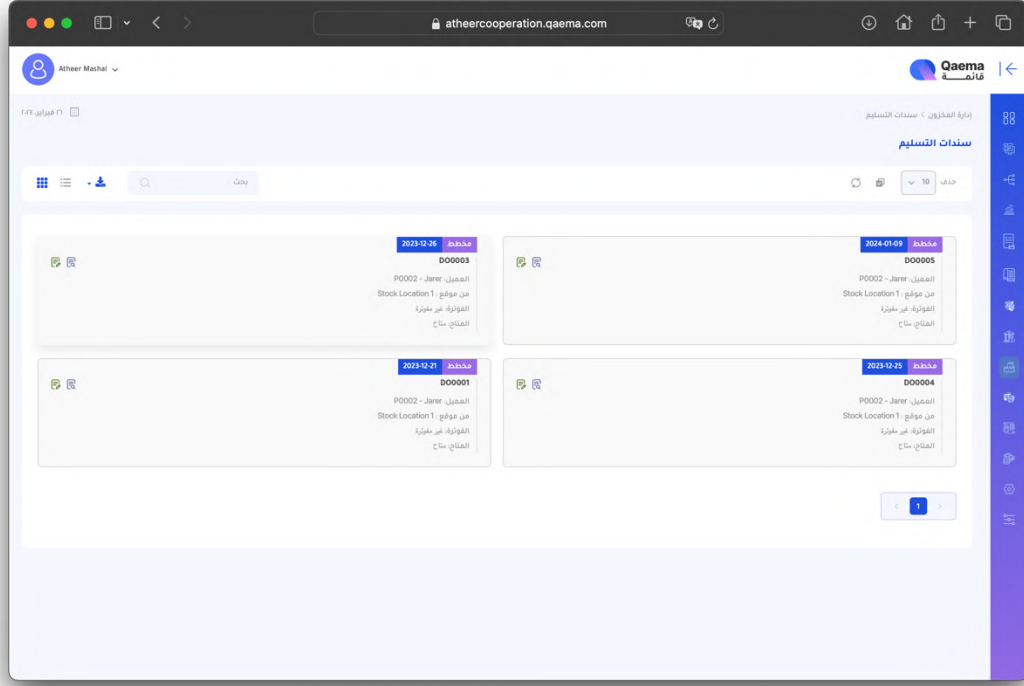 atheercooperation.qaema.com
Atheer Mashal
Qaema
قائمة
إدارة المخزون > سندات التسليم
٢٦ فبراير، ٢٠٢٤
سندات التسليم
حذف
10
بحث
مخطط 2024-01-09
DO0005
العميل: P0002 - Jarer
من موقع : Stock Location 1
الفوترة: غير مفوترة
المتاح: متاح
مخطط 2023-12-26
DO0003
العميل: P0002 - Jarer
من موقع : Stock Location 1
الفوترة: غير مفوترة
المتاح: متاح
مخطط 2023-12-25
DO0004
العميل: P0002 - Jarer
من موقع : Stock Location 1
الفوترة: غير مفوترة
المتاح: متاح
مخطط 2023-12-21
DO0001
العميل: P0002 - Jarer
من موقع : Stock Location 1
الفوترة: غير مفوترة
المتاح: متاح
1